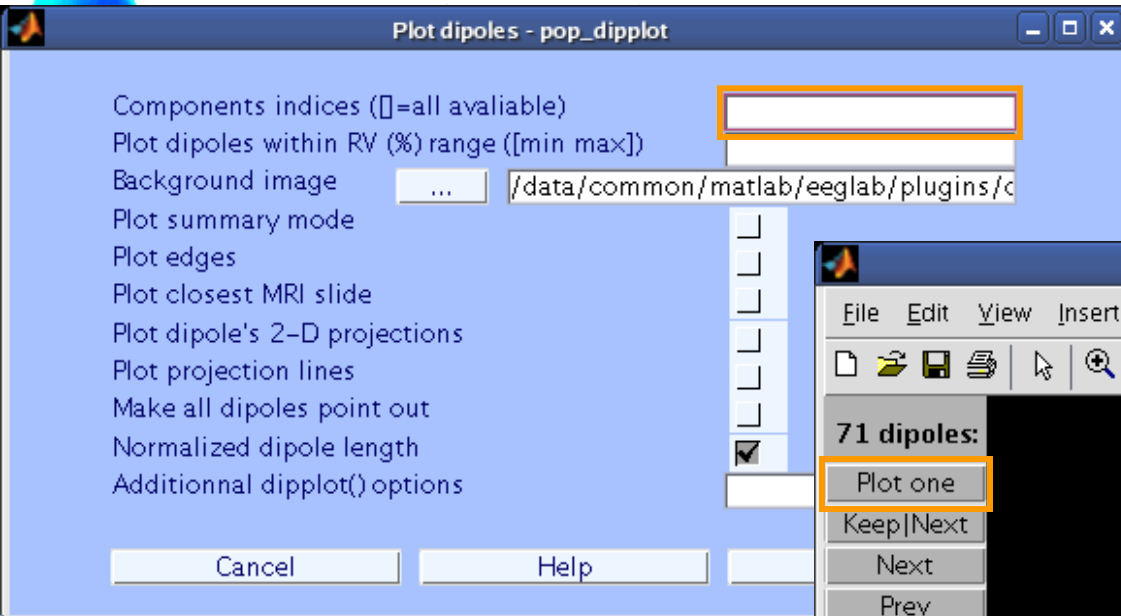 Plot dipoles - pop_dipplot
Components indices ([]=all avaliable)
Plot dipoles within RV (%) range ([min max])
Background image ... /data/common/matlab/eeglab/plugins/
Plot summary mode
Plot edges
Plot closest MRI slide
Plot dipole's 2-D projections
Plot projection lines
Make all dipoles point out
Normalized dipole length
Additionnal dipplot() options
Cancel Help
File Edit View Insert
71 dipoles:
Plot one
Keep|Next
Next
Prev